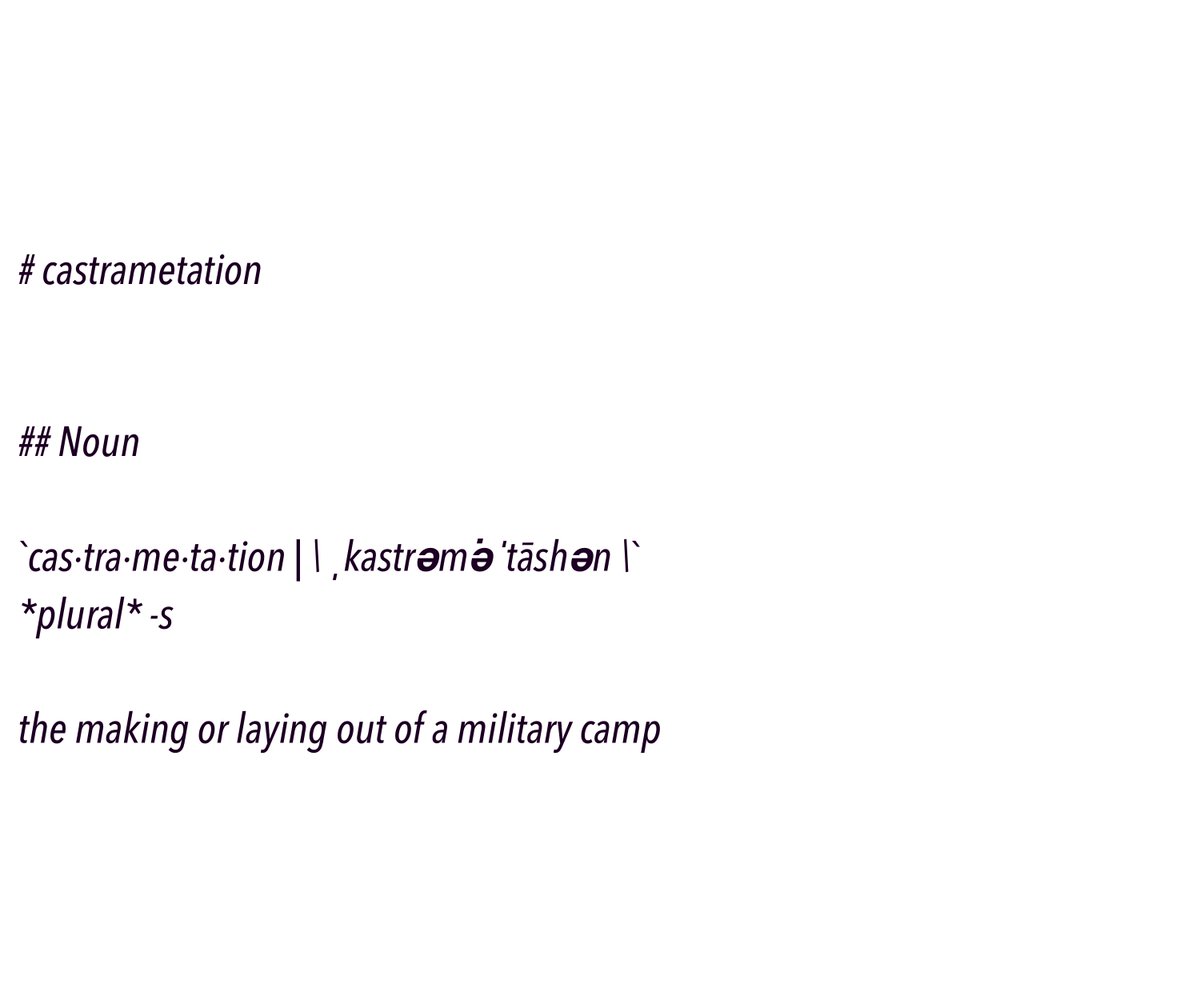 # castrametation
## Noun
`cas·tra·me·ta·tion | \ ˌkastrəmə̇ˈtāshən \`
*plural* -s
the making or laying out of a military camp